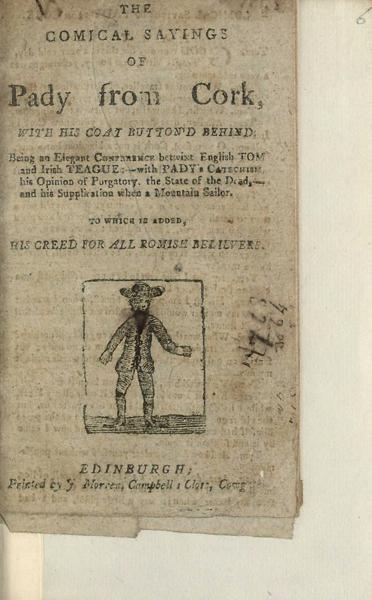 THE
COMICAL SAYINGS
OF
Pady from Cork,
WITH HIS COAT BUTTON'D BEHIND;
Being an Elegant CONFERENCE betwixt English TOM
and Irish TEAGUE:—with PADY's CATECHISM,
his Opinion of Purgatory, the State of the Dead,—
and his Supplication when a Mountain Sailor.
TO WHICH IS ADDED,
HIS CREED FOR ALL ROMISH BELIEVERS.
EDINBURGH;
Printed by J. Morren, Campbell's Close, Cowg
6